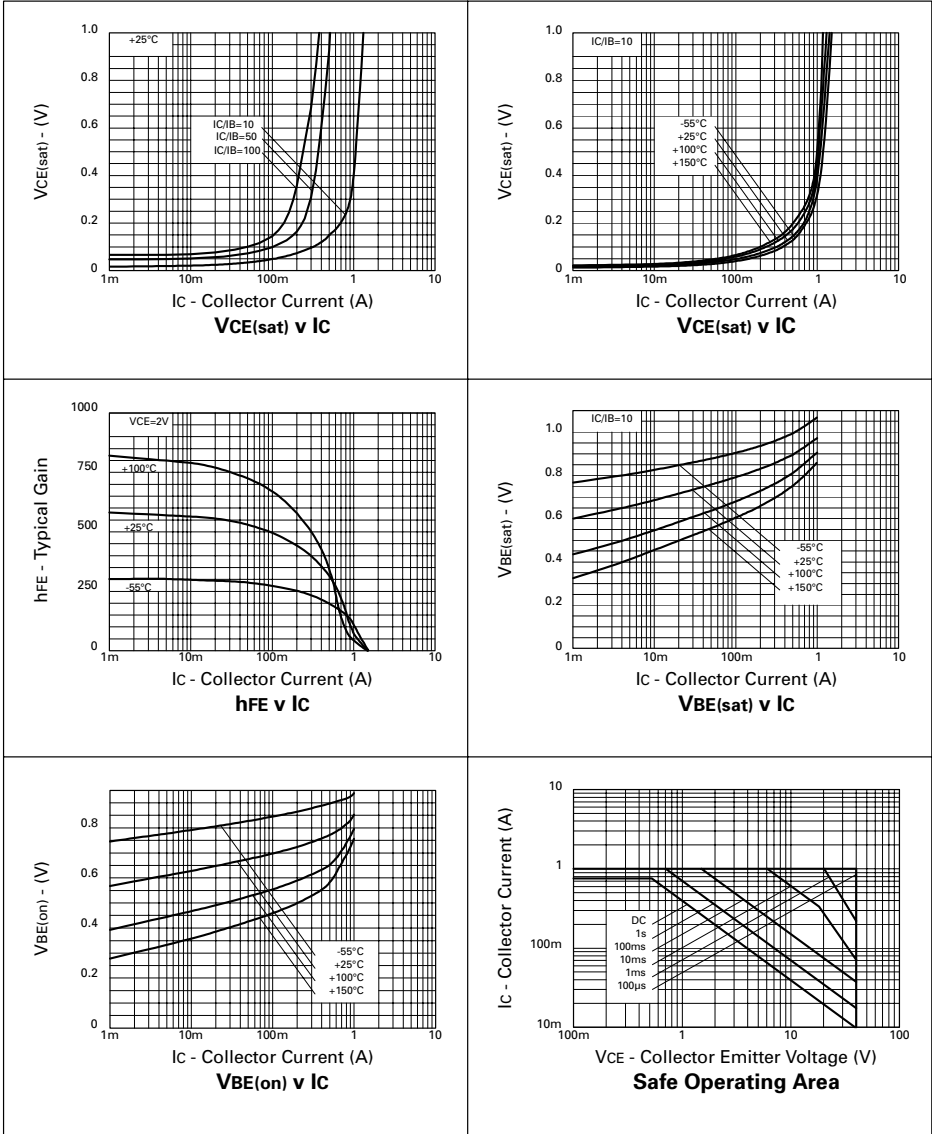 1.0
+25°C
0.8
0.6
IC/IB=10
IC/IB=50
IC/IB=100
0.4
0.2
0
VCE(sat) - (V)
1m 10m 100m 1 10
IC - Collector Current (A)
VCE(sat) v IC
1.0
IC/IB=10
0.8
0.6
-55°C
+25°C
+100°C
+150°C
0.4
0.2
0
VCE(sat) - (V)
1m 10m 100m 1 10
IC - Collector Current (A)
VCE(sat) v IC
1000
VCE=2V
750
+100°C
500
+25°C
250
-55°C
0
hFE - Typical Gain
1m 10m 100m 1 10
IC - Collector Current (A)
hFE v IC
1.0
IC/IB=10
0.8
0.6
0.4
-55°C
+25°C
+100°C
+150°C
0.2
0
VBE(sat) - (V)
1m 10m 100m 1 10
IC - Collector Current (A)
VBE(sat) v IC
0.8
0.6
0.4
0.2
-55°C
+25°C
+100°C
+150°C
0
VBE(on) - (V)
1m 10m 100m 1 10
IC - Collector Current (A)
VBE(on) v IC
10
1
DC
1s
100ms
10ms
1ms
100µs
100m
10m
IC - Collector Current (A)
100m 1 10 100
VCE - Collector Emitter Voltage (V)
Safe Operating Area